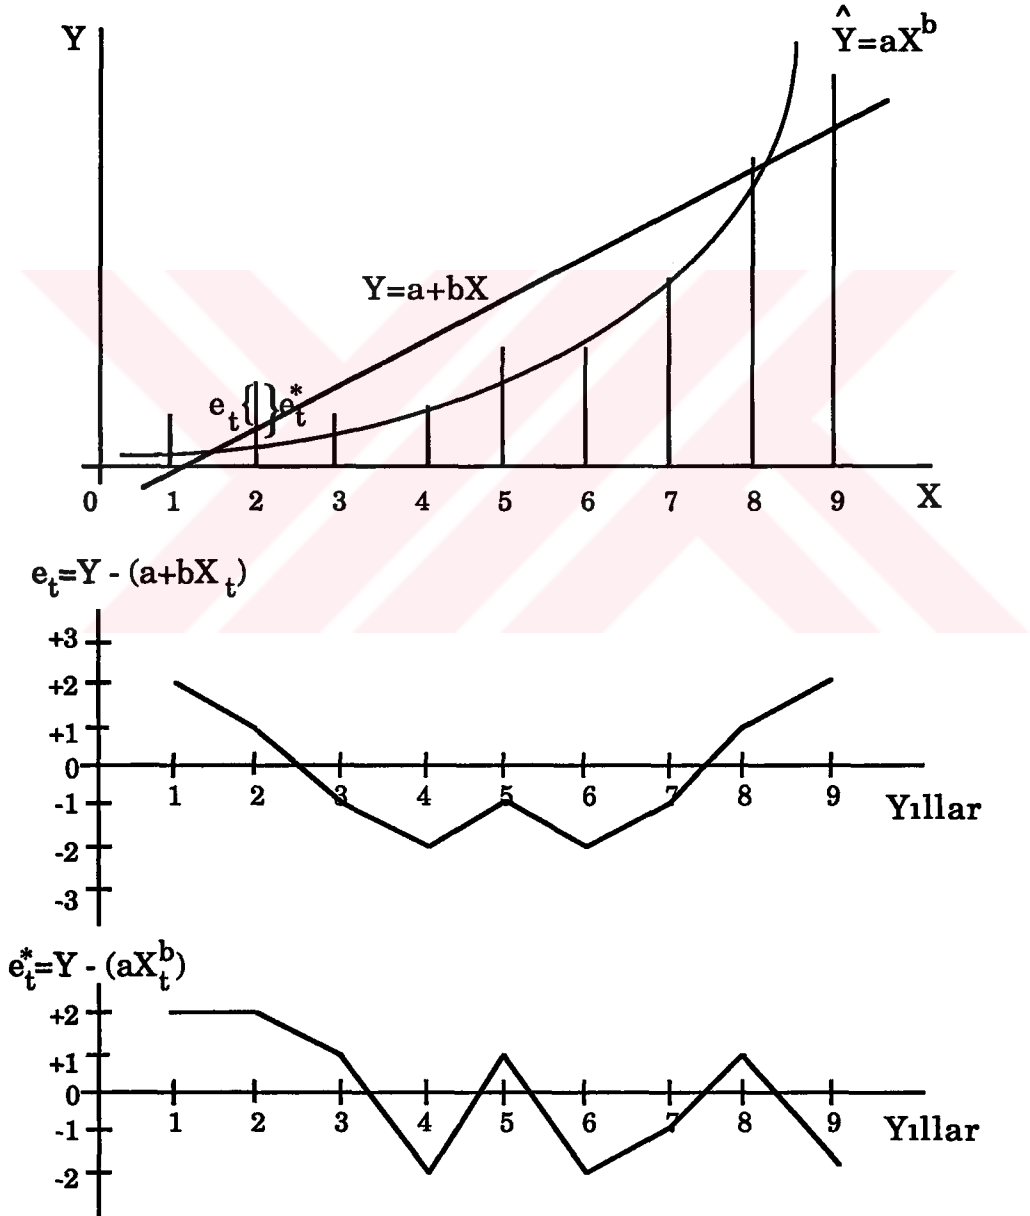 Y
Ŷ=aX^b
Y=a+bX
e_t{ }e*_t
0 1 2 3 4 5 6 7 8 9 X
e_t=Y - (a+bX_t)
+3
+2
+1
0
1 2 3 4 5 6 7 8 9 Yıllar
-1
-2
-3
e*_t=Y - (aX_t^b)
+2
+1
0
1 2 3 4 5 6 7 8 9 Yıllar
-1
-2